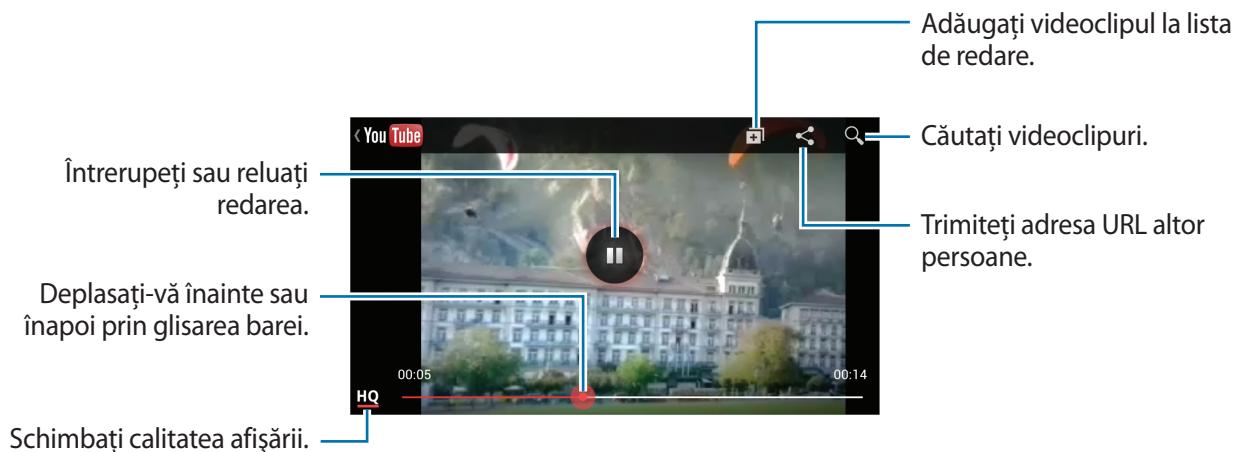 Adăugați videoclipul la lista
de redare.
You Tube
Căutați videoclipuri.
Întrerupeți sau reluați
redarea.
Trimiteți adresa URL altor
persoane.
Deplasați-vă înainte sau
înapoi prin glisarea barei.
00:05
00:14
HQ
Schimbați calitatea afişării.